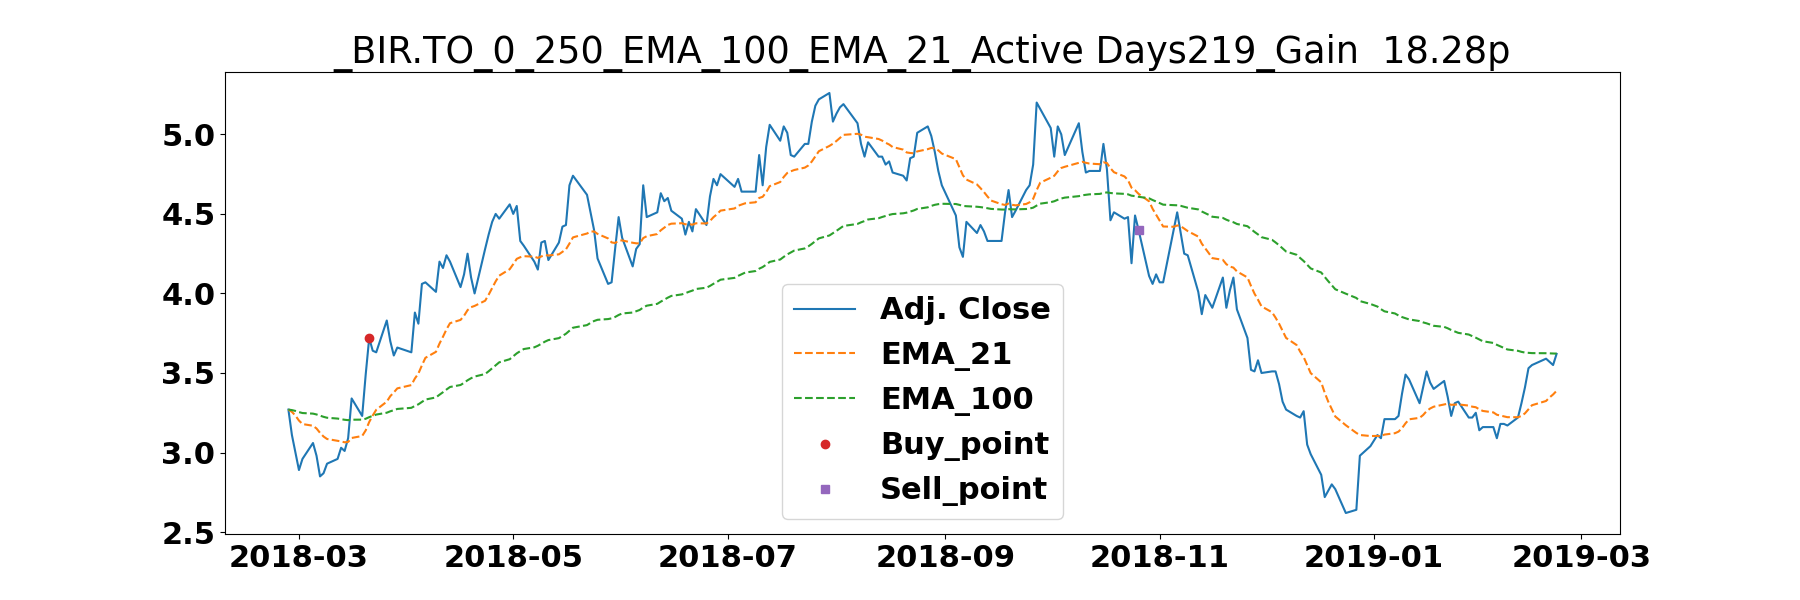 _BIR.TO_0_250_EMA_100_EMA_21_Active Days219_Gain  18.28p
5.0
4.5
4.0
3.5
3.0
2.5
Adj. Close
EMA_21
EMA_100
Buy_point
Sell_point
2018-03 2018-05 2018-07 2018-09 2018-11 2019-01 2019-03